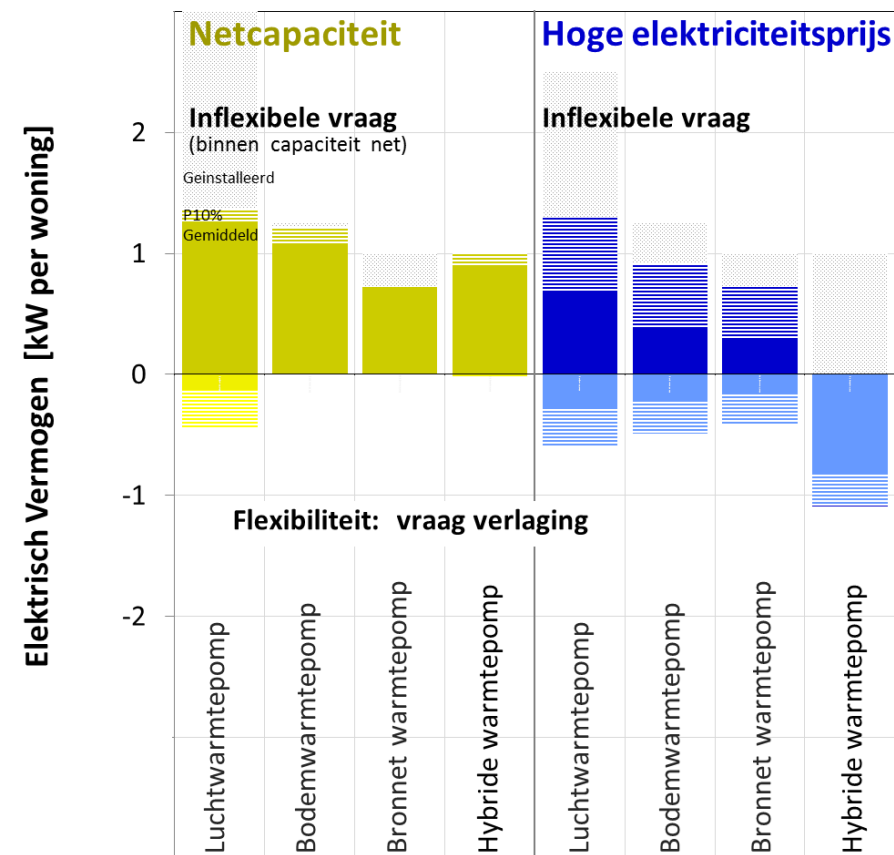 Netcapaciteit
Hoge elektriciteitsprijs
Inflexibele vraag
(binnen capaciteit net)
Inflexibele vraag
Geinstalleerd
P10%
Gemiddeld
Elektrisch Vermogen [kW per woning]
2
1
0
-1
-2
Flexibiliteit: vraag verlaging
Luchtwarmtepomp
Bodemwarmtepomp
Bronnet warmtepomp
Hybride warmtepomp
Luchtwarmtepomp
Bodemwarmtepomp
Bronnet warmtepomp
Hybride warmtepomp